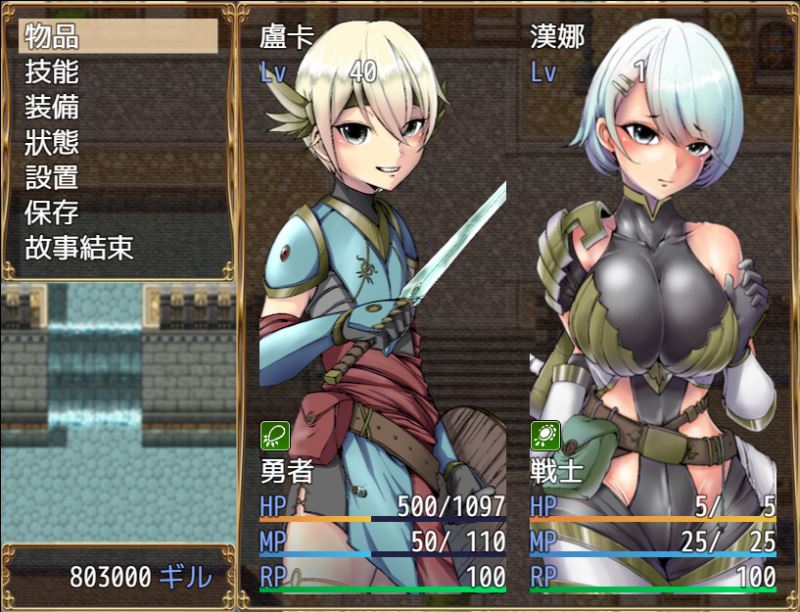 物品
技能
装備
狀態
設置
保存
故事結束
803000 ギル
盧卡
Lv 40
勇者
HP 500/1097
MP 50/ 110
RP 100
漢娜
Lv 1
戦士
HP 5/ 5
MP 25/ 25
RP 100